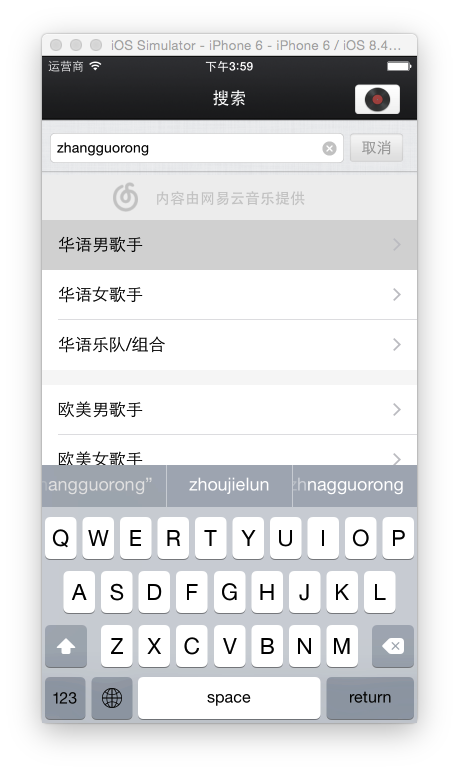 iOS Simulator - iPhone 6 - iPhone 6 / iOS 8.4...
运营商 下午3:59
搜索
zhangguorong 取消
内容由网易云音乐提供
华语男歌手
华语女歌手
华语乐队/组合
欧美男歌手
欧美女歌手
hangguorong” zhoujielun zhnagguorong
Q W E R T Y U I O P
A S D F G H J K L
Z X C V B N M
123 space return